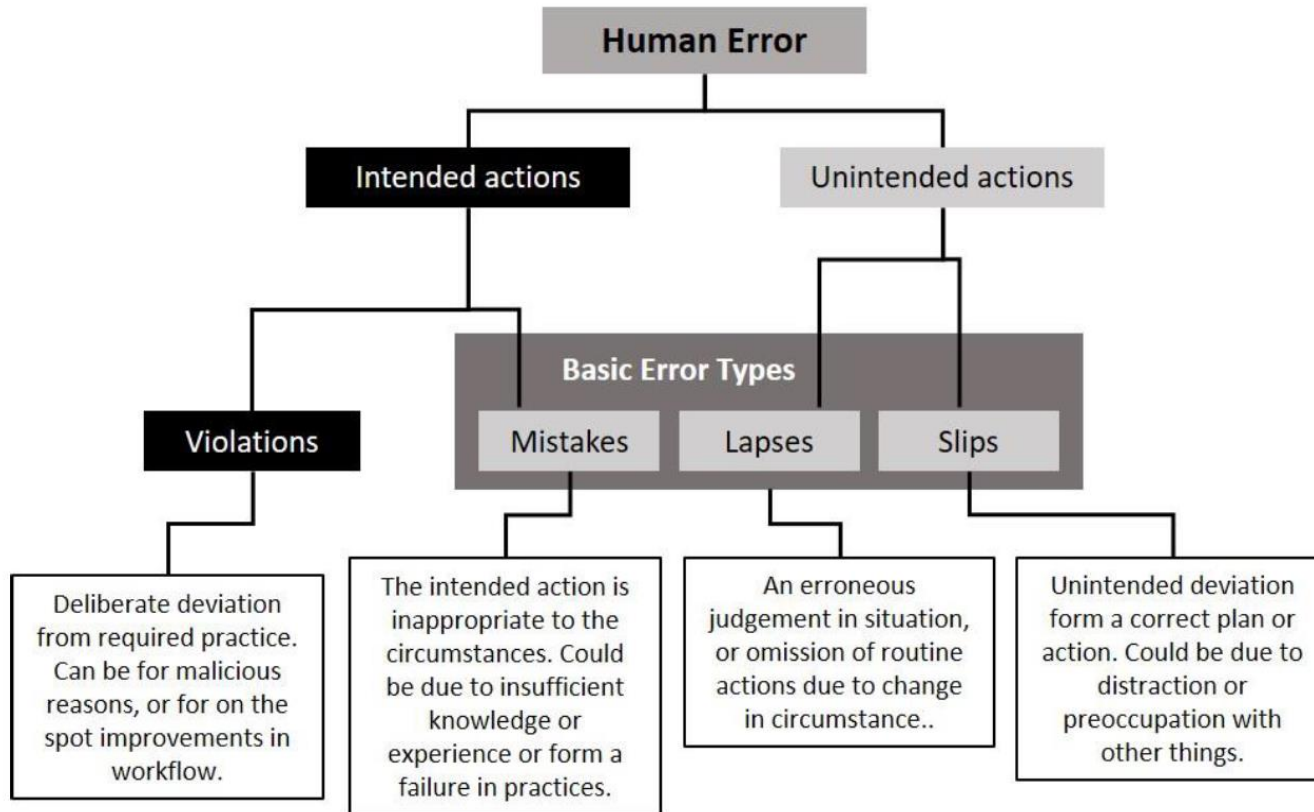 Human Error
Intended actions
Unintended actions
Basic Error Types
Violations
Mistakes
Lapses
Slips
Deliberate deviation
from required practice.
Can be for malicious
reasons, or for on the
spot improvements in
workflow.
The intended action is
inappropriate to the
circumstances. Could
be due to insufficient
knowledge or
experience or form a
failure in practices.
An erroneous
judgement in situation,
or omission of routine
actions due to change
in circumstance..
Unintended deviation
form a correct plan or
action. Could be due to
distraction or
preoccupation with
other things.